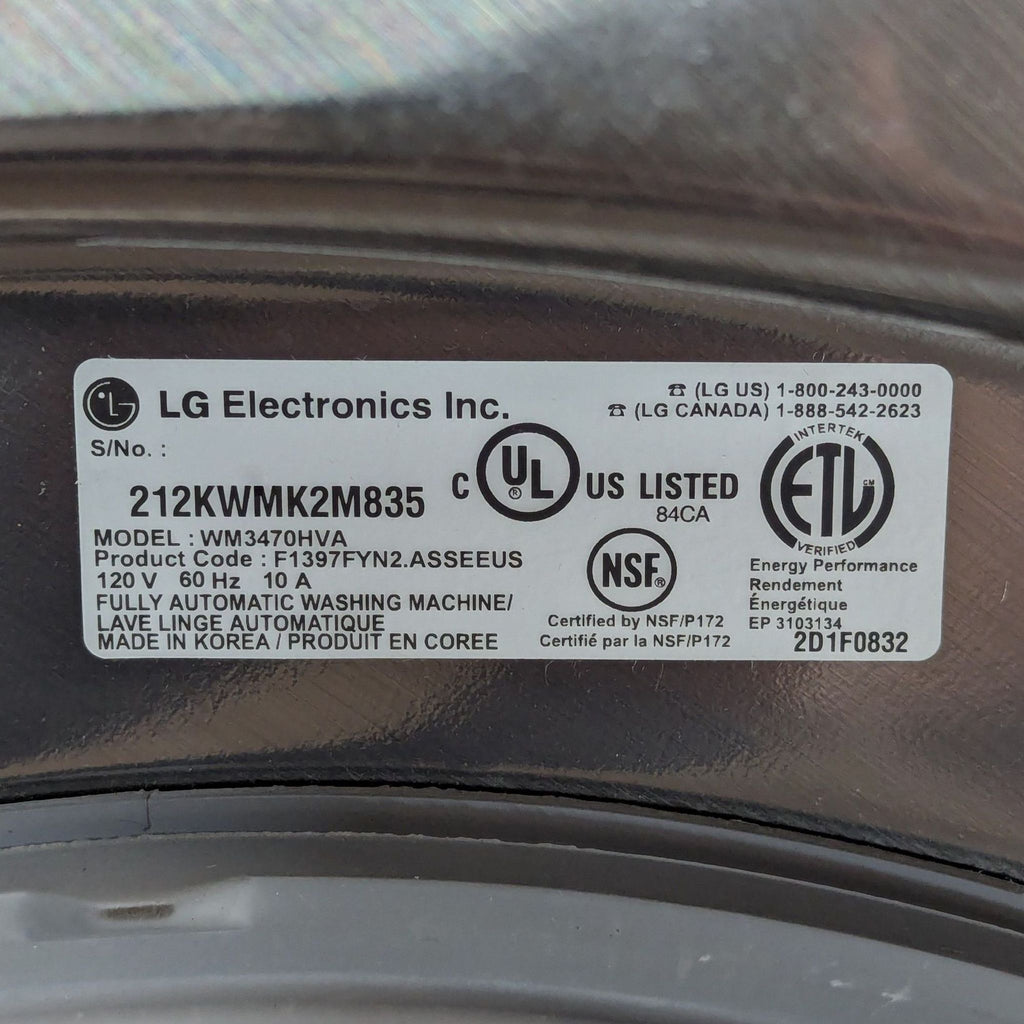 LG Electronics Inc.
☎ (LG US) 1-800-243-0000
☎ (LG CANADA) 1-888-542-2623
S/No. :
212KWMK2M835
C UL® US LISTED
84CA
INTERTEK
ETL CM
VERIFIED
MODEL : WM3470HVA
Product Code : F1397FYN2.ASSEEUS
120 V 60 Hz 10 A
FULLY AUTOMATIC WASHING MACHINE/
LAVE LINGE AUTOMATIQUE
MADE IN KOREA / PRODUIT EN COREE
NSF®
Certified by NSF/P172
Certifié par la NSF/P172
Energy Performance
Rendement
Énergétique
EP 3103134
2D1F0832